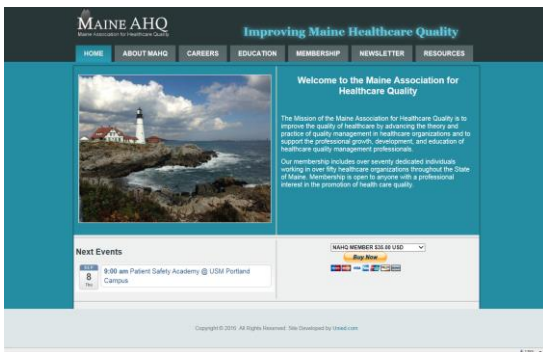 MAINE AHQ
Maine Association for Healthcare Quality
Improving Maine Healthcare Quality
HOME ABOUT MAHQ CAREERS EDUCATION MEMBERSHIP NEWSLETTER RESOURCES
Welcome to the Maine Association for
Healthcare Quality
The Mission of the Maine Association for Healthcare Quality is to
improve the quality of healthcare by advancing the theory and
practice of quality management in healthcare organizations and to
support the professional growth, development, and education of
healthcare quality management professionals.
Our membership includes over seventy dedicated individuals
working in over fifty healthcare organizations throughout the State
of Maine. Membership is open to anyone with a professional
interest in the promotion of health care quality.
Next Events
SEP
8
Thu
9:00 am Patient Safety Academy @ USM Portland
Campus
NAHQ MEMBER $35.00 USD
Buy Now
Copyright © 2016. All Rights Reserved. Site Developed by